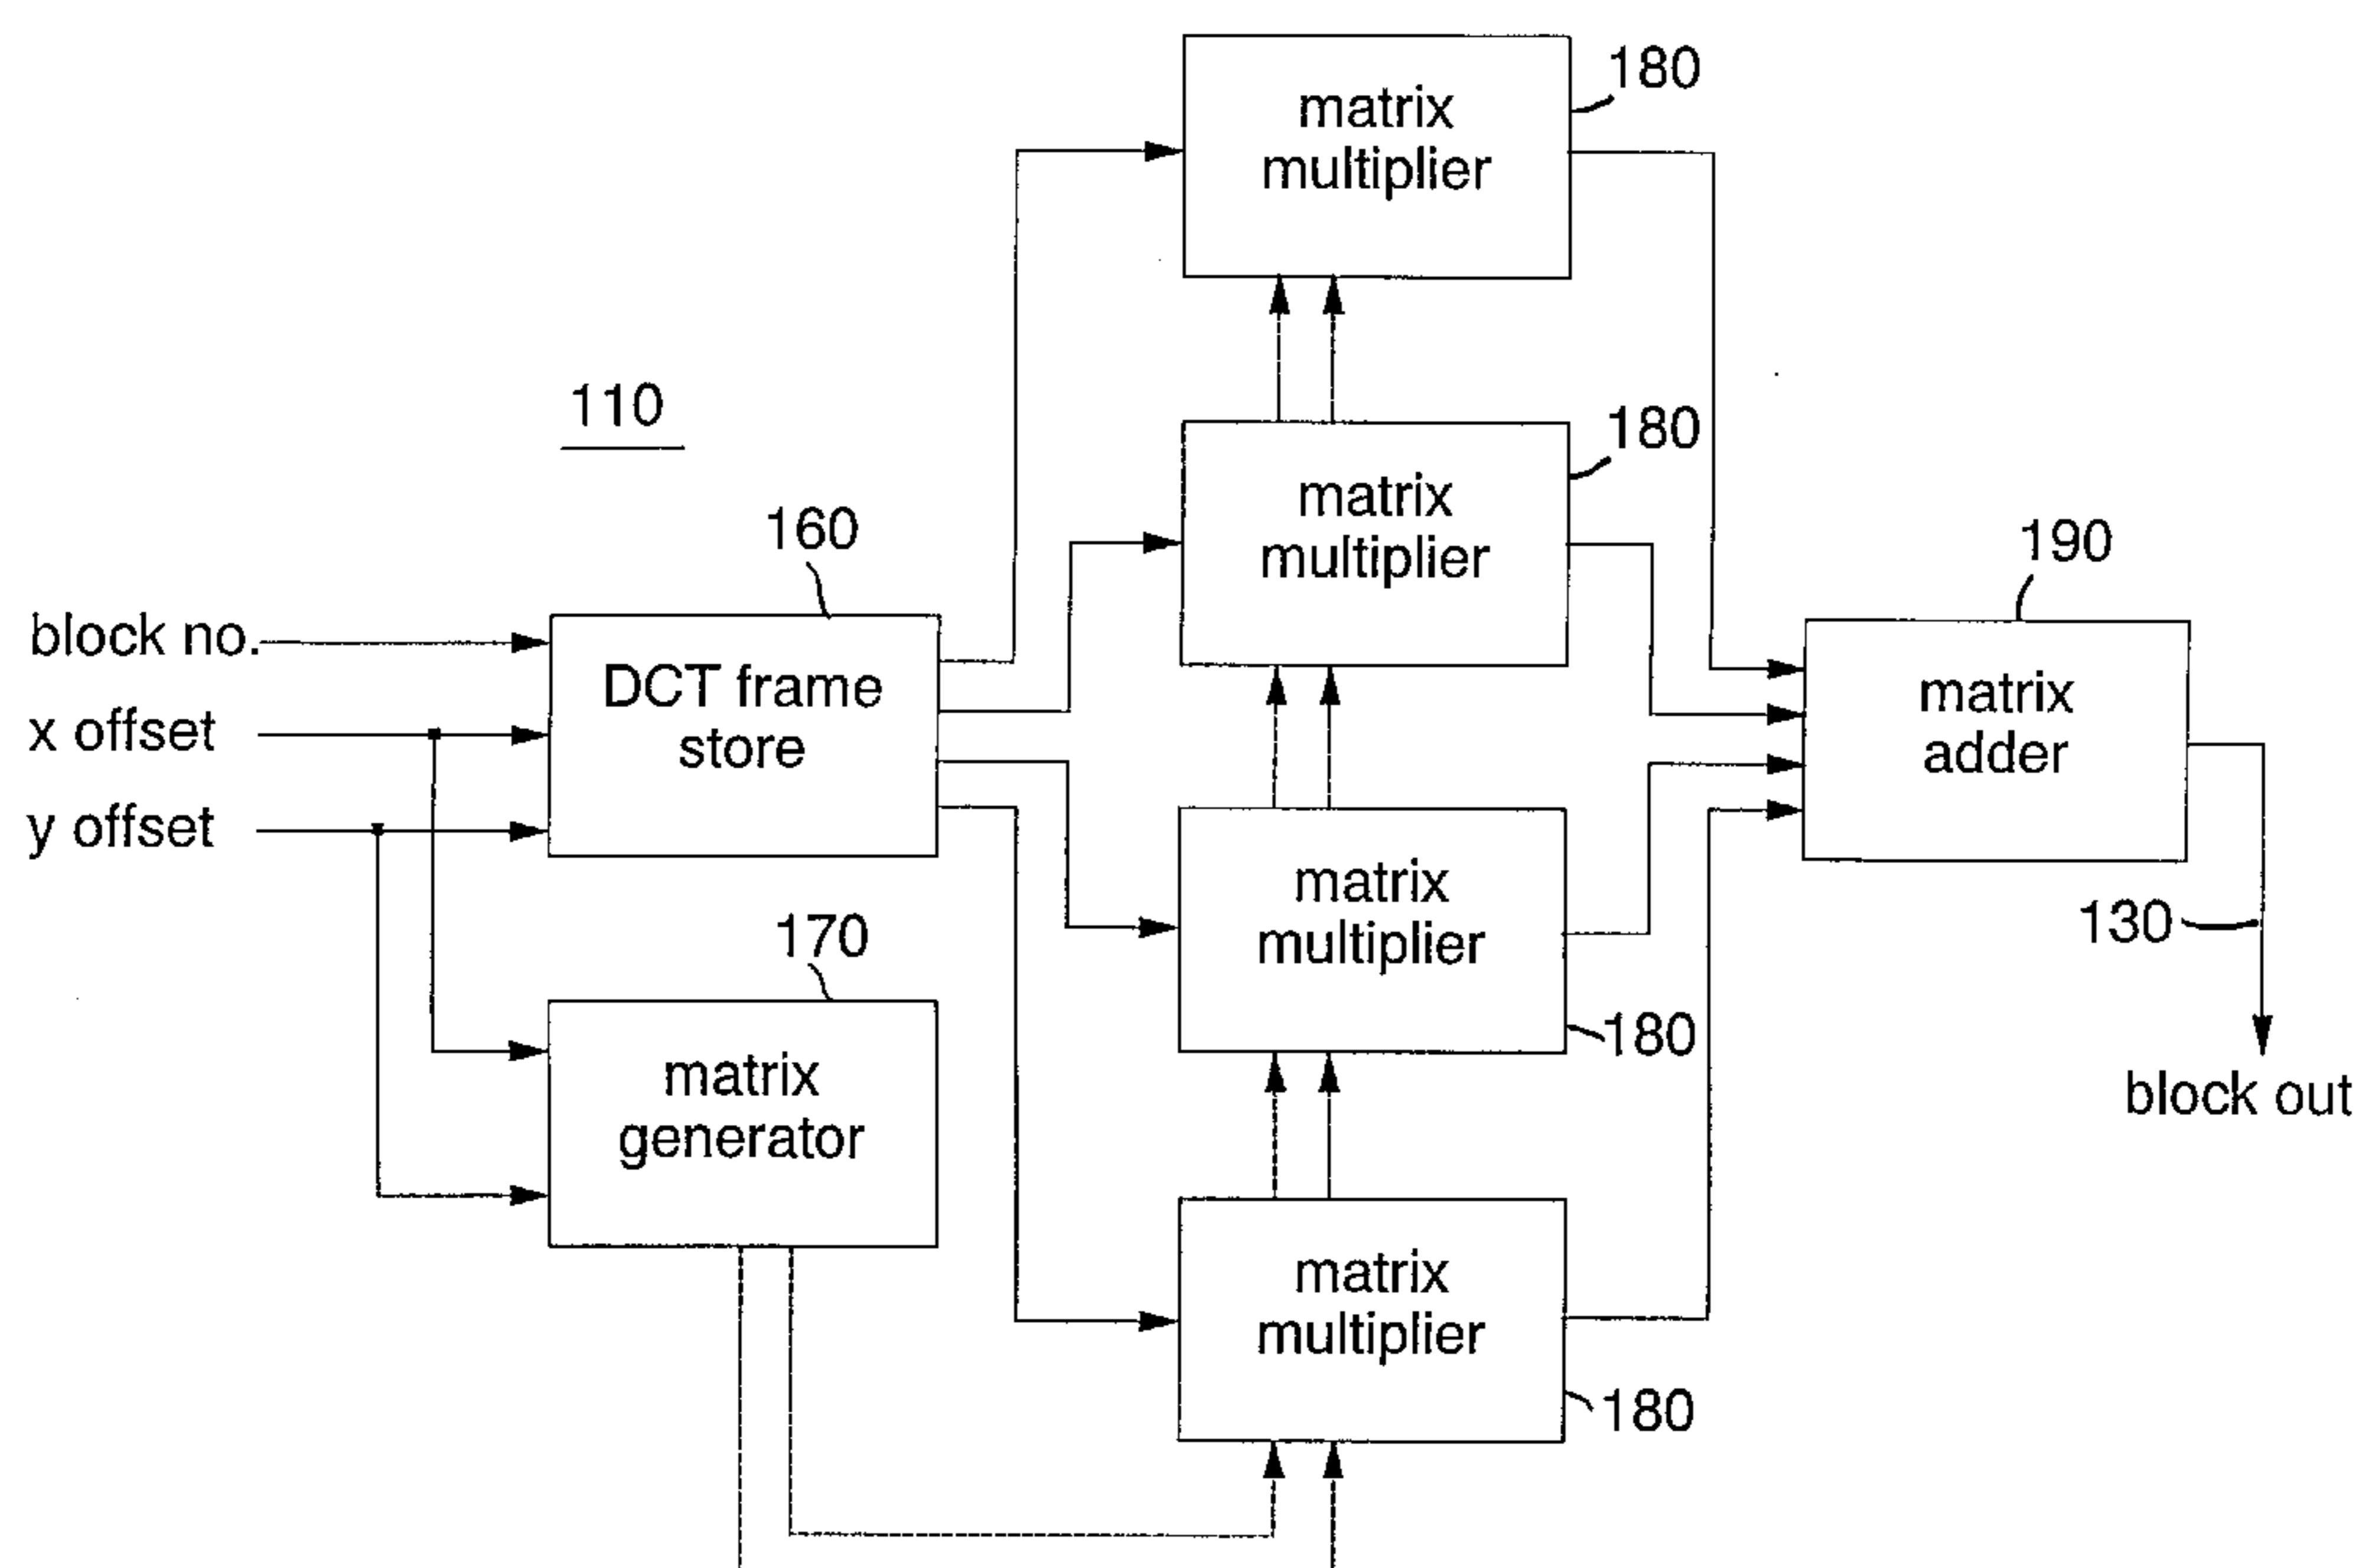 180
matrix
multiplier
110
180
matrix
multiplier
160
190
block no.
DCT frame
store
x offset
y offset
matrix
adder
170
matrix
multiplier
130
180
matrix
generator
block out
matrix
multiplier
180